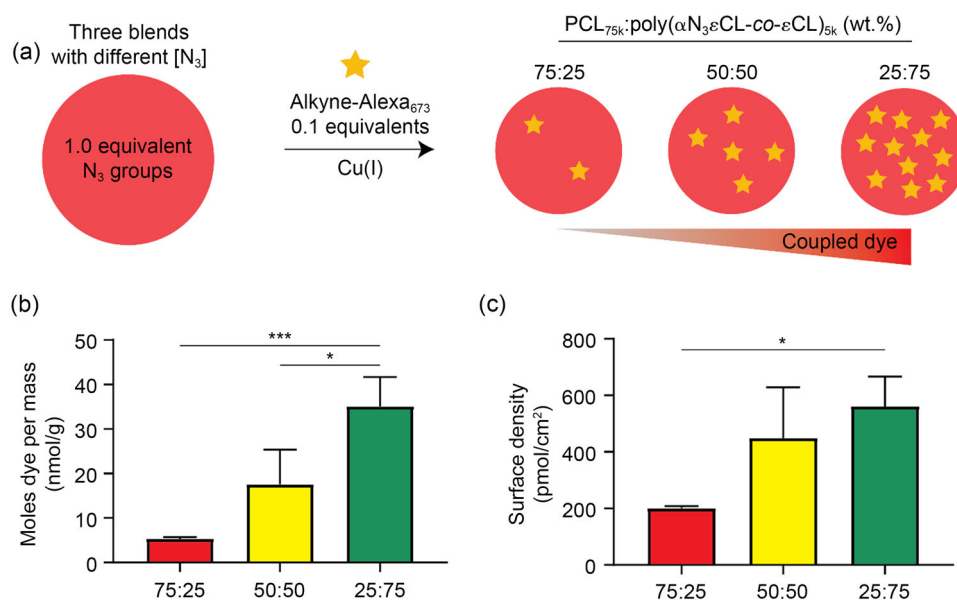 (a)
Three blends
with different [N₃]
1.0 equivalent
N₃ groups
Alkyne-Alexa₆₇₃
0.1 equivalents
Cu(I)
PCL₇₅ₖ:poly(αN₃εCL-co-εCL)₅ₖ (wt.%)
75:25 50:50 25:75
Coupled dye
(b)
Moles dye per mass
(nmol/g)
50
40
30
20
10
0
***
*
75:25 50:50 25:75
(c)
Surface density
(pmol/cm²)
800
600
400
200
0
*
75:25 50:50 25:75